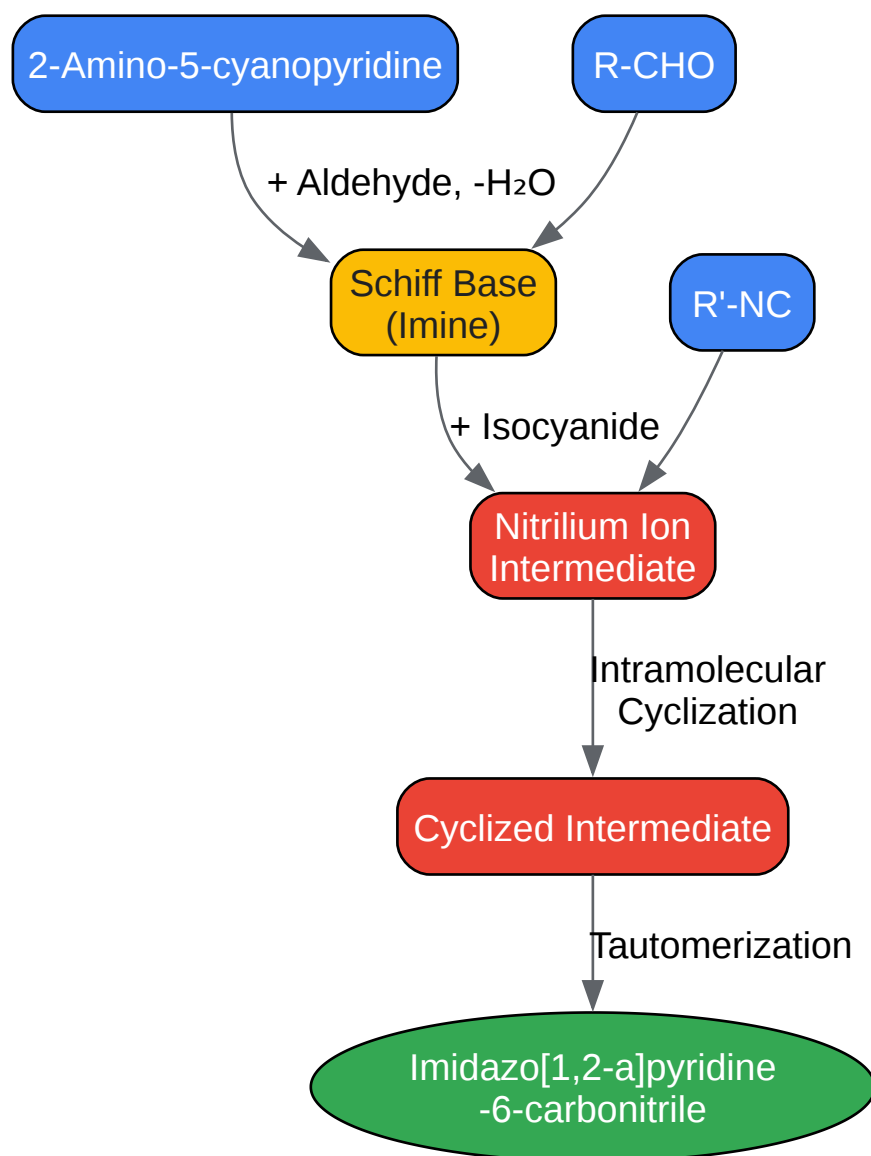 2-Amino-5-cyanopyridine
R-CHO
+ Aldehyde, -H₂O
Schiff Base
(Imine)
R'-NC
+ Isocyanide
Nitrilium Ion
Intermediate
Intramolecular
Cyclization
Cyclized Intermediate
Tautomerization
Imidazo[1,2-a]pyridine
-6-carbonitrile